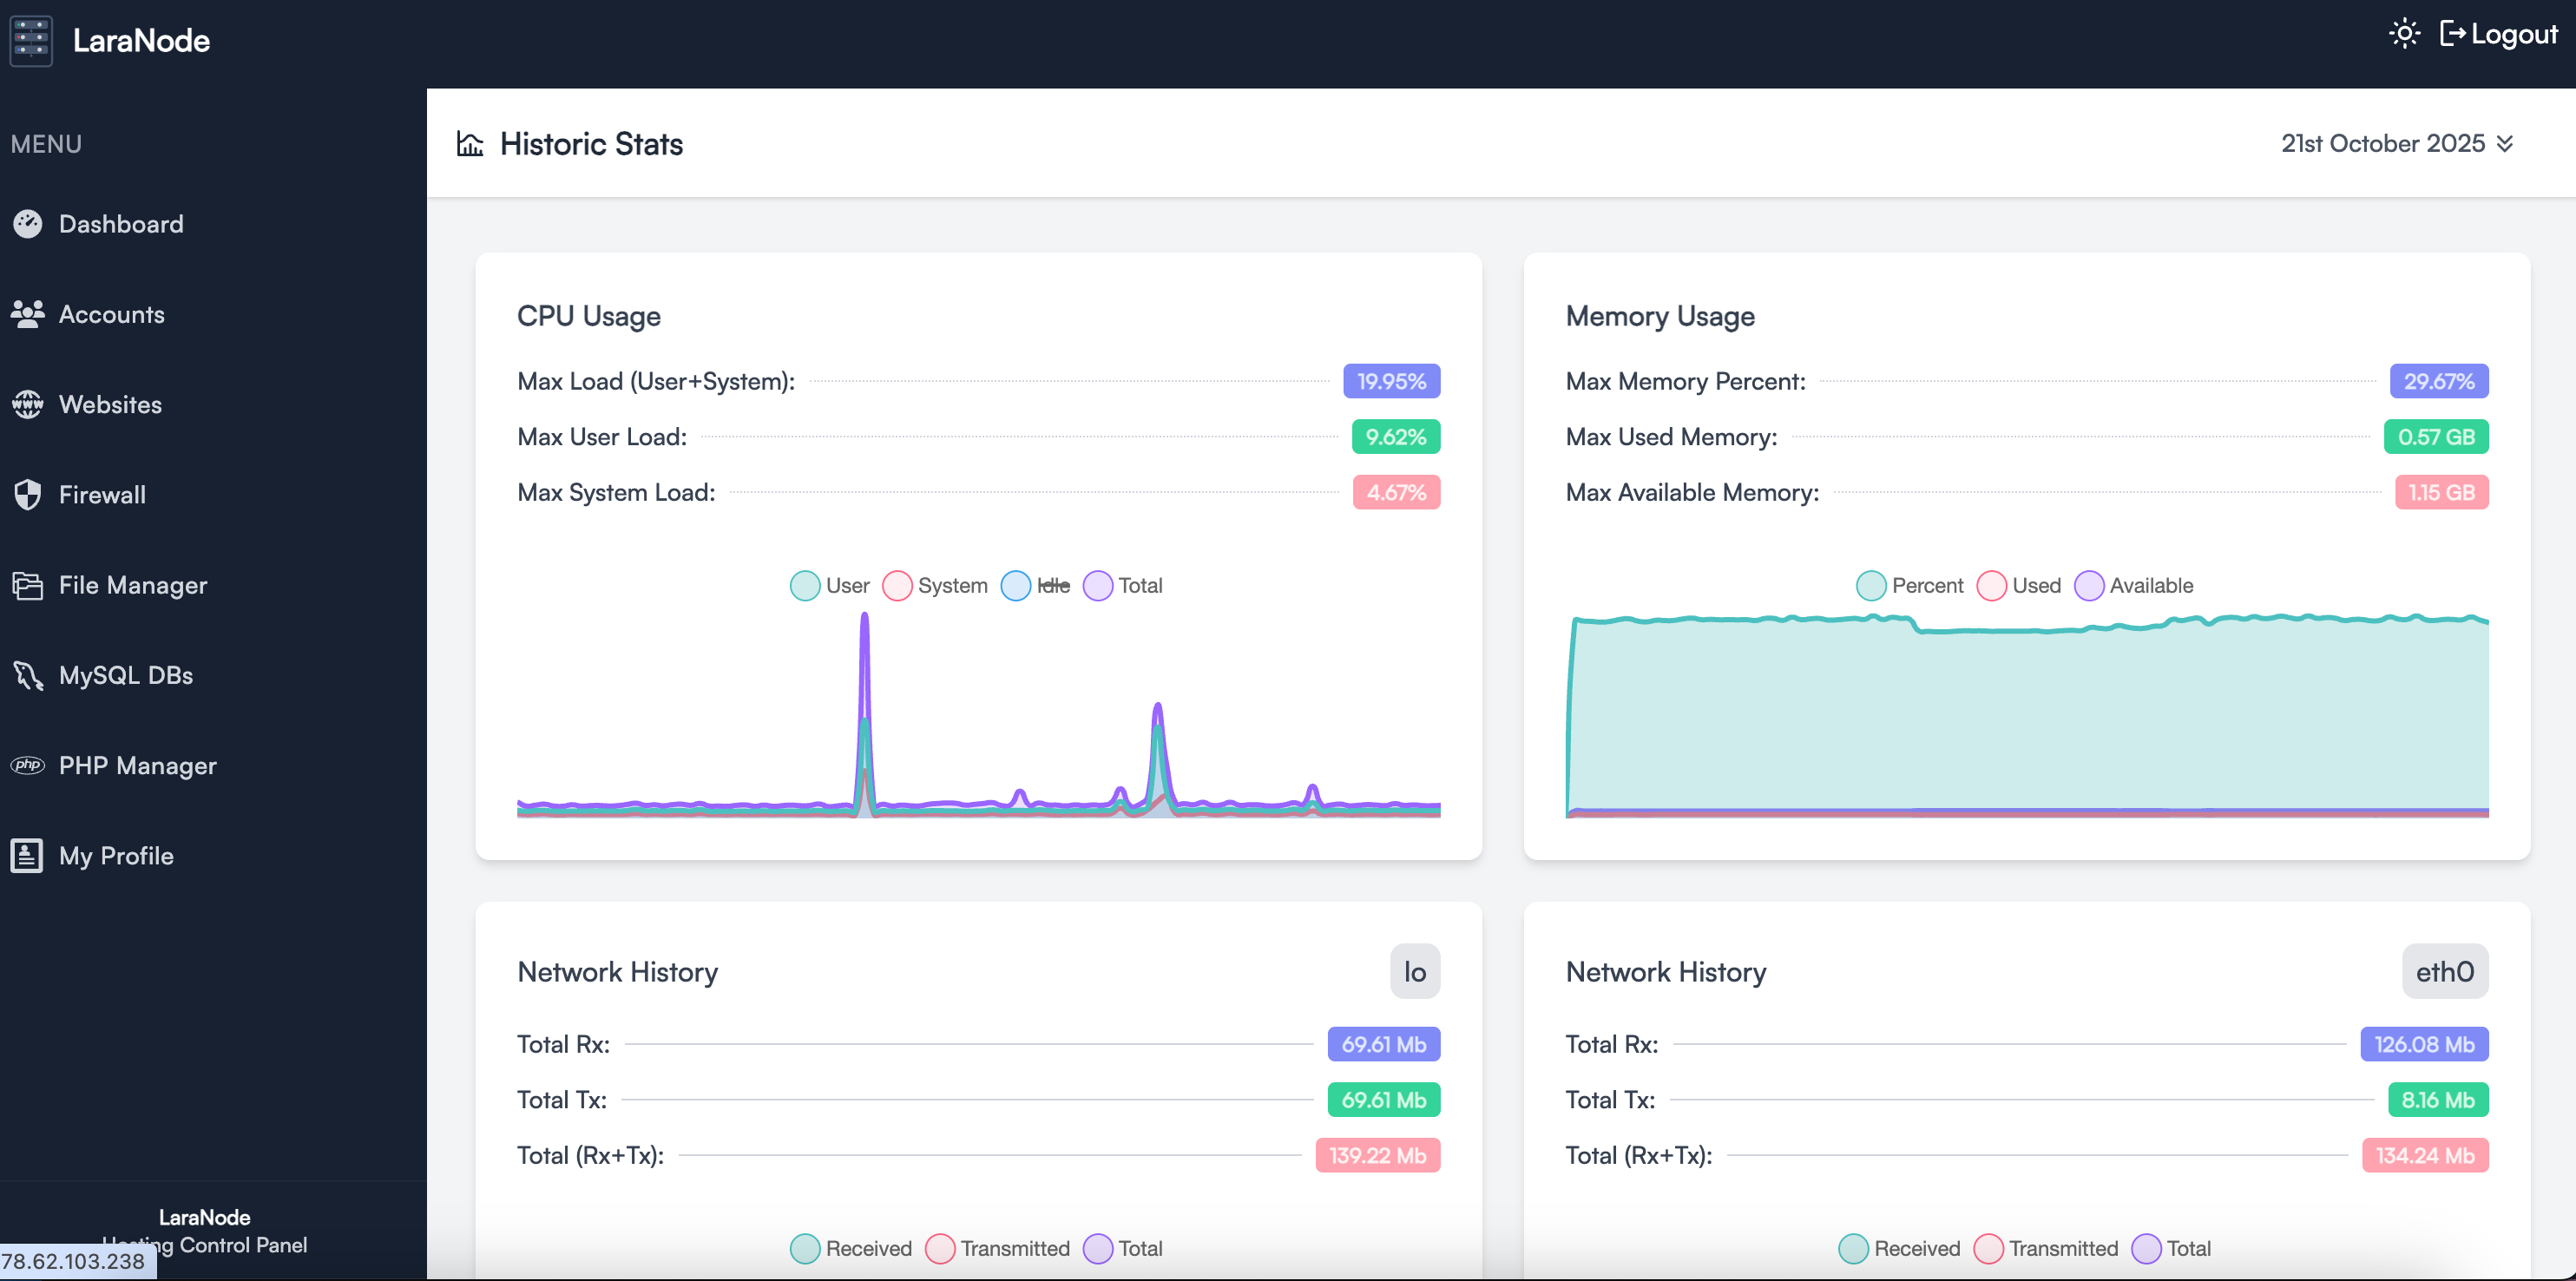 LaraNode
Logout
MENU
Dashboard
Accounts
Websites
Firewall
File Manager
MySQL DBs
PHP Manager
My Profile
LaraNode
Hosting Control Panel
78.62.103.238
Historic Stats
21st October 2025
CPU Usage
Max Load (User+System): 19.95%
Max User Load: 9.62%
Max System Load: 4.67%
User System Idle Total
Memory Usage
Max Memory Percent: 29.67%
Max Used Memory: 0.57 GB
Max Available Memory: 1.15 GB
Percent Used Available
Network History lo
Total Rx: 69.61 Mb
Total Tx: 69.61 Mb
Total (Rx+Tx): 139.22 Mb
Received Transmitted Total
Network History eth0
Total Rx: 126.08 Mb
Total Tx: 8.16 Mb
Total (Rx+Tx): 134.24 Mb
Received Transmitted Total